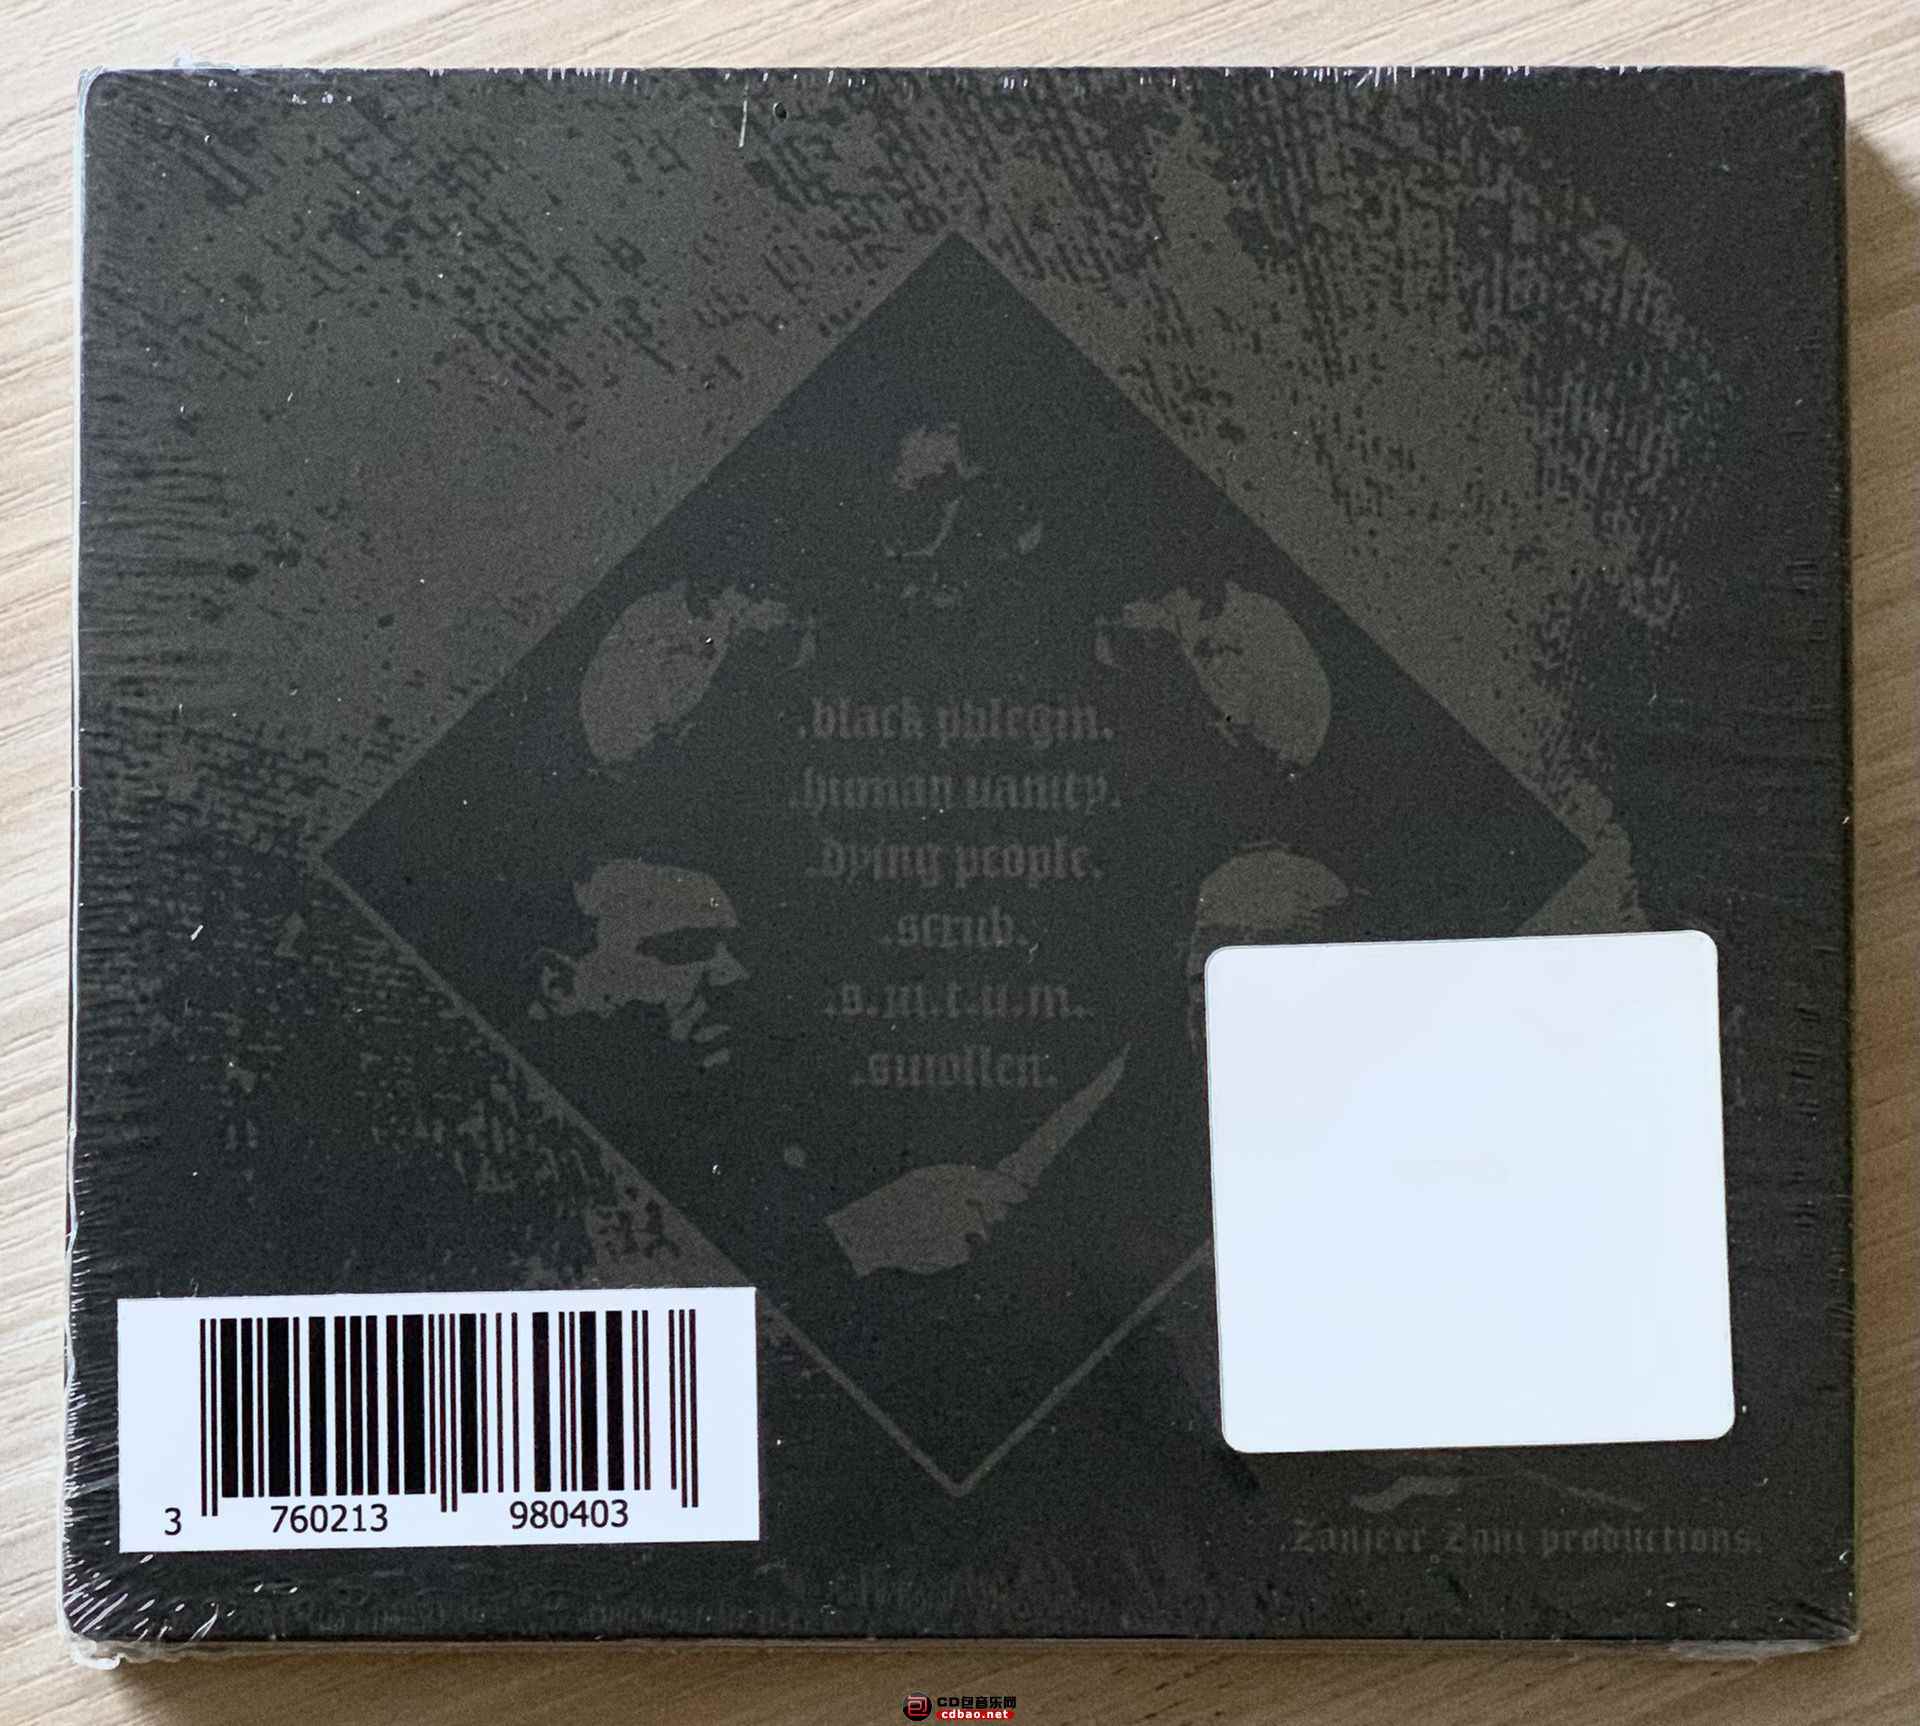 .black phlegm.
.human vanity.
.dying people.
.scrub.
.s.m.t.u.m.
.swollen.
3 760213 980403
.Zanjeer Zani productions.
CD包音乐网
cdbao.net